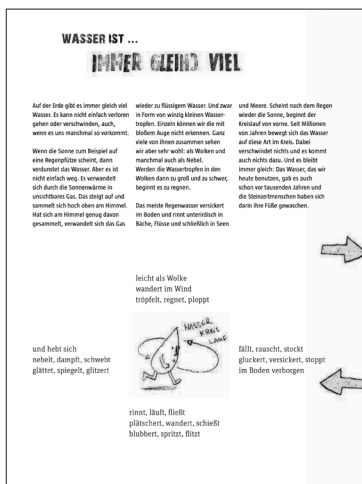 WASSER IST ...
IMMER GLEICH VIEL
Auf der Erde gibt es immer gleich viel
Wasser. Es kann nicht einfach verloren
gehen oder verschwinden, auch,
wenn es uns manchmal so vorkommt.
Wenn die Sonne zum Beispiel auf
eine Regenpfütze scheint, dann
verdunstet das Wasser. Aber es ist
nicht einfach weg. Es verwandelt
sich durch die Sonnenwärme in
unsichtbares Gas. Das steigt auf und
sammelt sich hoch oben am Himmel.
Hat sich am Himmel genug davon
gesammelt, verwandelt sich das Gas
wieder zu flüssigem Wasser. Und zwar
in Form von winzig kleinen Wasser-
tropfen. Einzeln können wir die mit
bloßem Auge nicht erkennen. Ganz
viele von ihnen zusammen sehen
wir aber sehr wohl: als Wolken und
manchmal auch als Nebel.
Werden die Wassertropfen in den
Wolken dann zu groß und zu schwer,
beginnt es zu regnen.
Das meiste Regenwasser versickert
im Boden und rinnt unterirdisch in
Bäche, Flüsse und schließlich in Seen
und Meere. Scheint nach dem Regen
wieder die Sonne, beginnt der
Kreislauf von vorne. Seit Millionen
von Jahren bewegt sich das Wasser
auf diese Art im Kreis. Dabei
verschwindet nichts und es kommt
auch nichts dazu. Und es bleibt
immer gleich: Das Wasser, das wir
heute benutzen, gab es auch
schon vor tausenden Jahren und
die Steinzeitmenschen haben sich
darin ihre Füße gewaschen.
leicht als Wolke
wandert im Wind
tröpfelt, regnet, ploppt
und hebt sich
nebelt, dampft, schwebt
glättet, spiegelt, glitzert
WASSER
KREIS
LAUF
fällt, rauscht, stockt
gluckert, versickert, stoppt
im Boden verborgen
rinnt, läuft, fließt
plätschert, wandert, schießt
blubbert, spritzt, flitzt